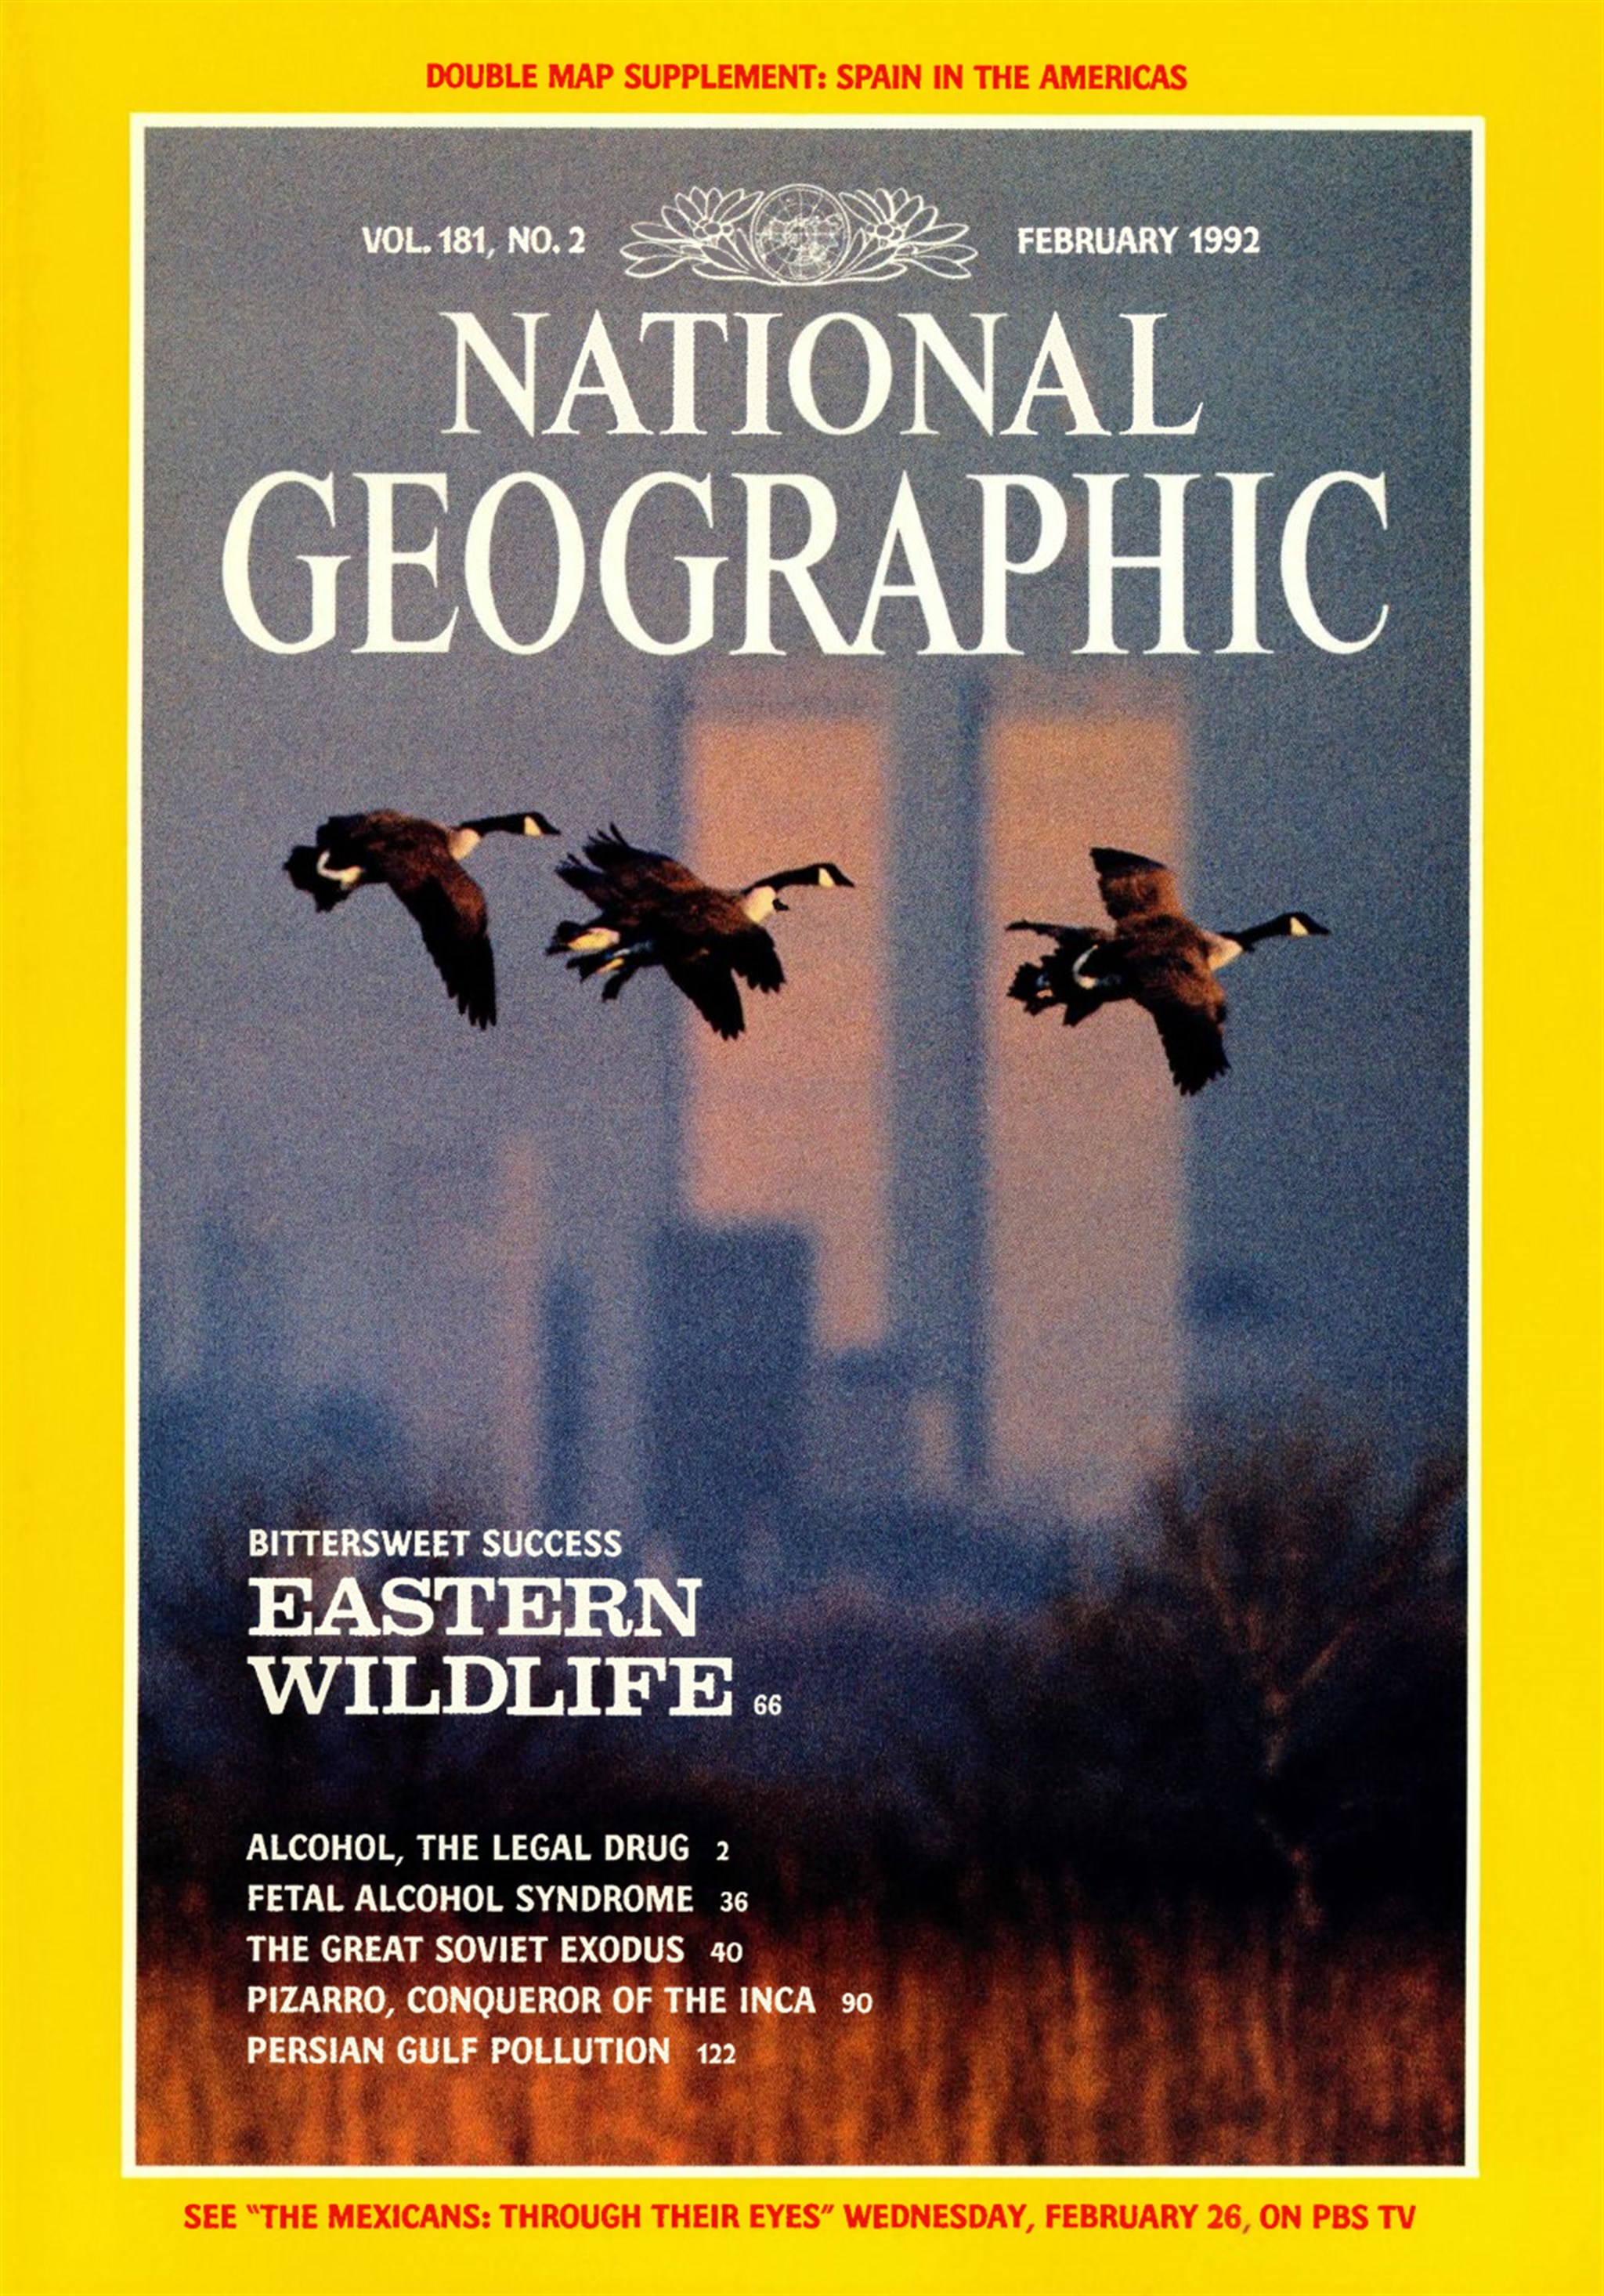 DOUBLE MAP SUPPLEMENT: SPAIN IN THE AMERICAS
VOL. 181, NO. 2
FEBRUARY 1992
NATIONAL
GEOGRAPHIC
BITTERSWEET SUCCESS
EASTERN
WILDLIFE 66
ALCOHOL, THE LEGAL DRUG 2
FETAL ALCOHOL SYNDROME 36
THE GREAT SOVIET EXODUS 40
PIZARRO, CONQUEROR OF THE INCA 90
PERSIAN GULF POLLUTION 122
SEE "THE MEXICANS: THROUGH THEIR EYES" WEDNESDAY, FEBRUARY 26, ON PBS TV